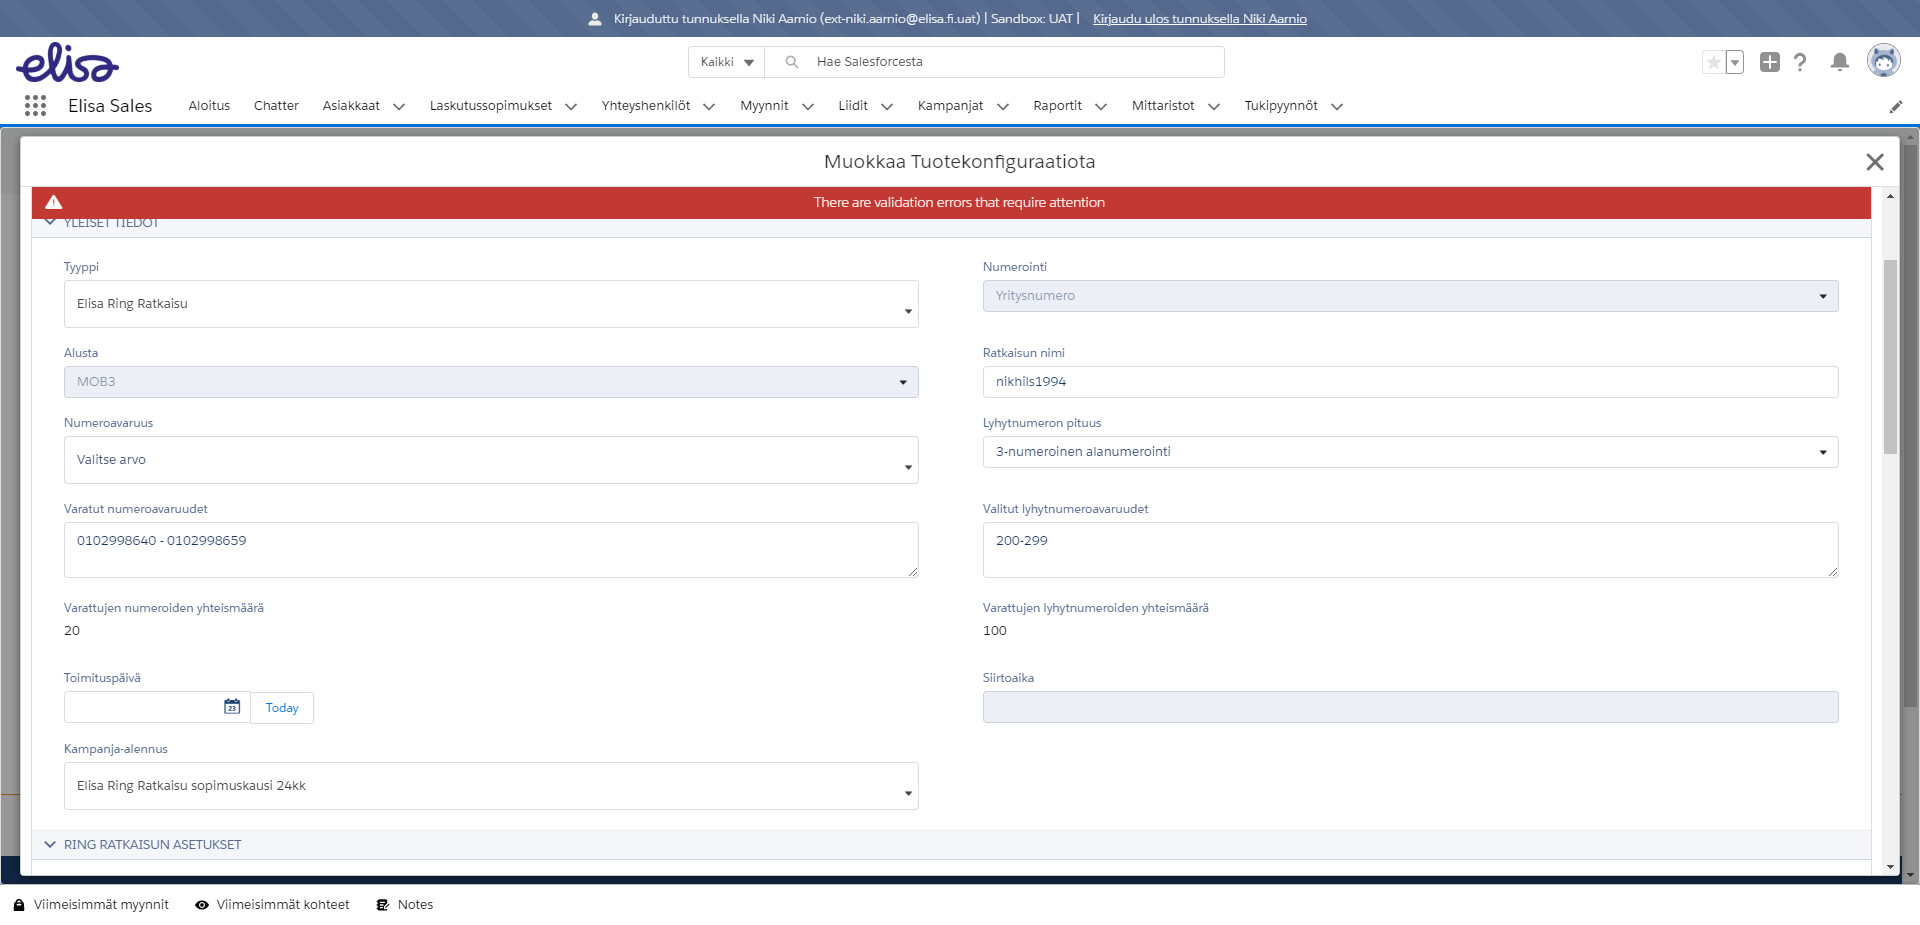 Kirjauduttu tunnuksella Niki Aarnio (ext-niki.aarnio@elisa.fi.uat) | Sandbox: UAT | Kirjaudu ulos tunnuksella Niki Aarnio
elisa
Kaikki
Hae Salesforcesta
Elisa Sales
Aloitus
Chatter
Asiakkaat
Laskutussopimukset
Yhteyshenkilöt
Myynnit
Liidit
Kampanjat
Raportit
Mittaristot
Tukipyynnöt
Muokkaa Tuotekonfiguraatiota
There are validation errors that require attention
YLEISET TIEDOT
Tyyppi
Elisa Ring Ratkaisu
Numerointi
Yritysnumero
Alusta
MOB3
Ratkaisun nimi
nikhils1994
Numeroavaruus
Valitse arvo
Lyhytnumeron pituus
3-numeroinen alanumerointi
Varatut numeroavaruudet
0102998640 - 0102998659
Valitut lyhytnumeroavaruudet
200-299
Varattujen numeroiden yhteismäärä
20
Varattujen lyhytnumeroiden yhteismäärä
100
Toimituspäivä
23
Today
Siirtoaika
Kampanja-alennus
Elisa Ring Ratkaisu sopimuskausi 24kk
RING RATKAISUN ASETUKSET
Viimeisimmät myynnit
Viimeisimmät kohteet
Notes